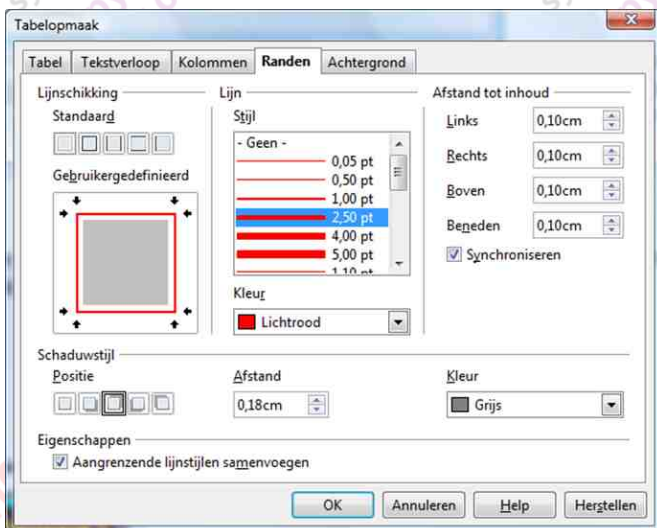 Tabelopmaak
Tabel Tekstverloop Kolommen Randen Achtergrond
Lijnschikking
Standaard
Gebruikergedefinieerd
Lijn
Stijl
- Geen -
0,05 pt
0,50 pt
1,00 pt
2,50 pt
4,00 pt
5,00 pt
1,10 pt
Kleur
Lichtrood
Afstand tot inhoud
Links 0,10cm
Rechts 0,10cm
Boven 0,10cm
Beneden 0,10cm
Synchroniseren
Schaduwstijl
Positie
Afstand
0,18cm
Kleur
Grijs
Eigenschappen
Aangrenzende lijnstijlen samenvoegen
OK Annuleren Help Herstellen